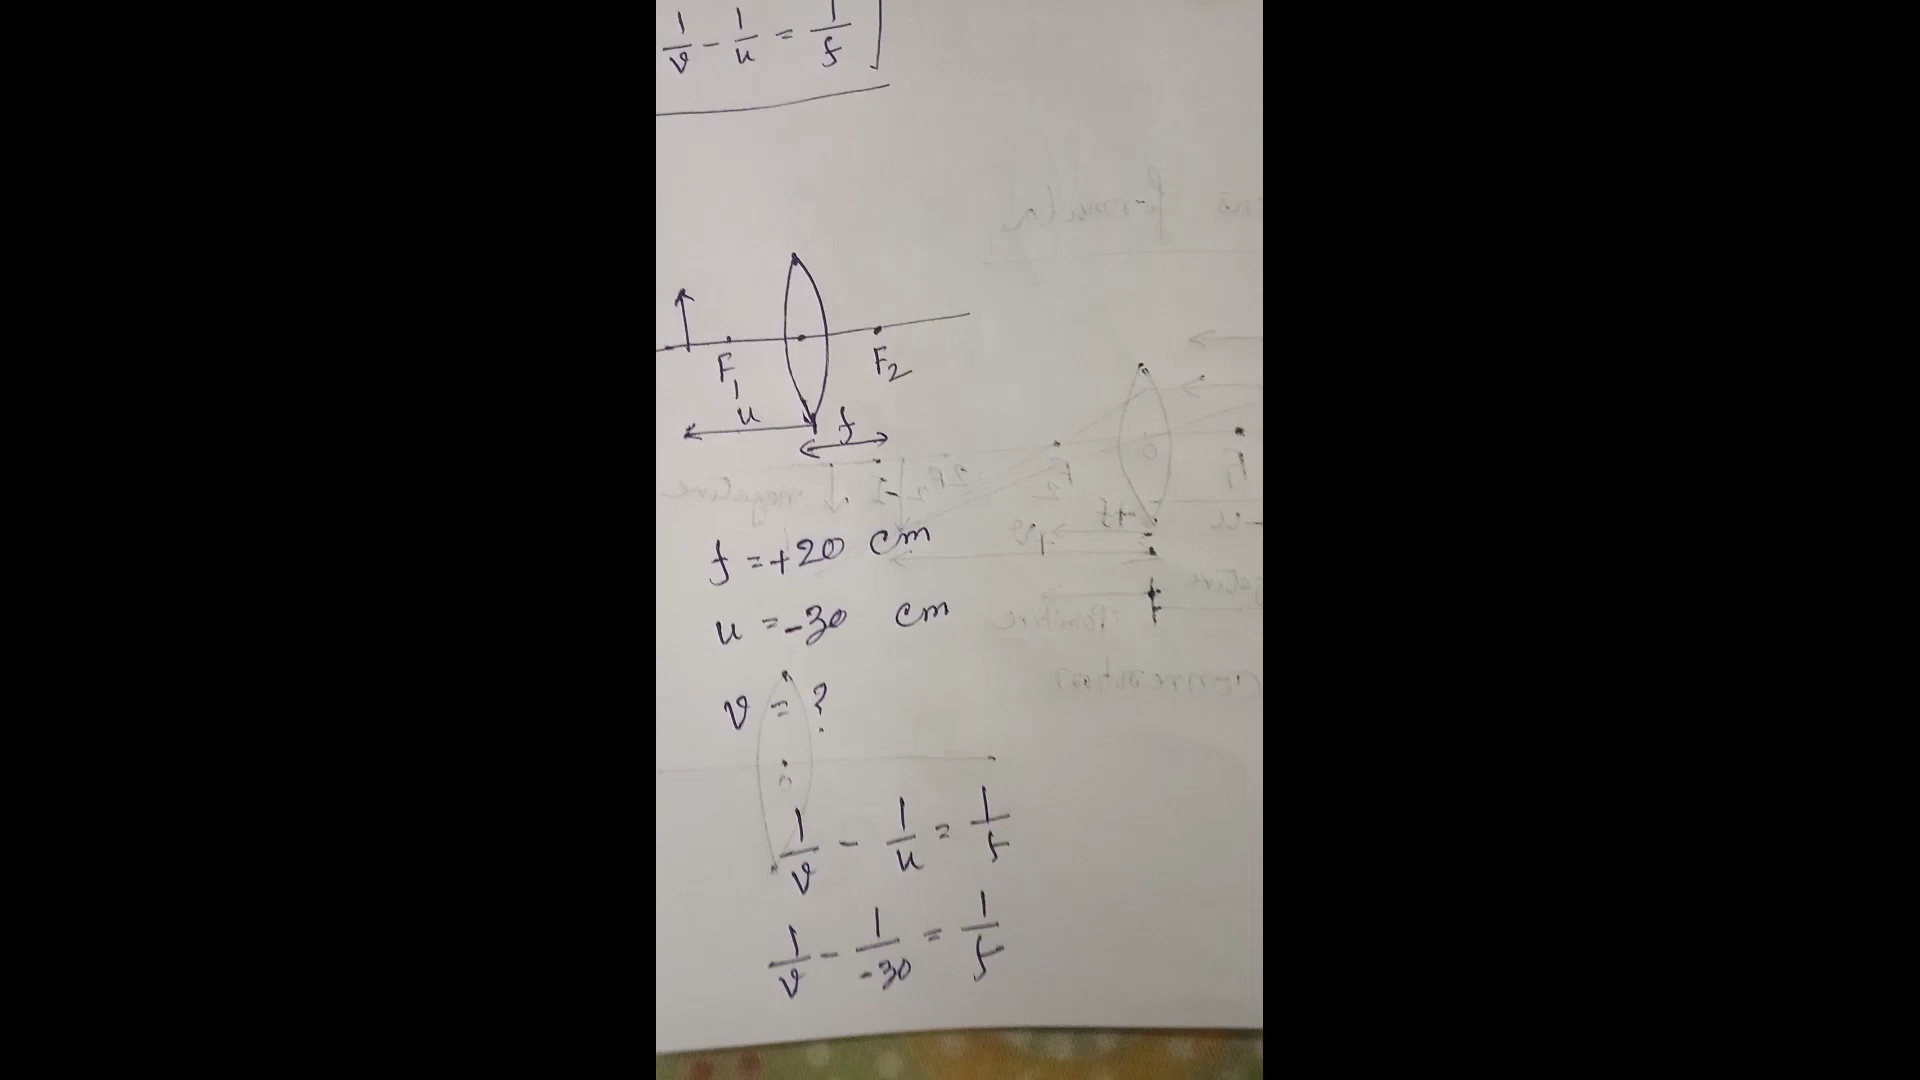 1/v - 1/u = 1/f ]
F1
F2
u
f
f = +20 cm
u = -30 cm
v = ?
1/v - 1/u = 1/f
1/v - 1/-30 = 1/f